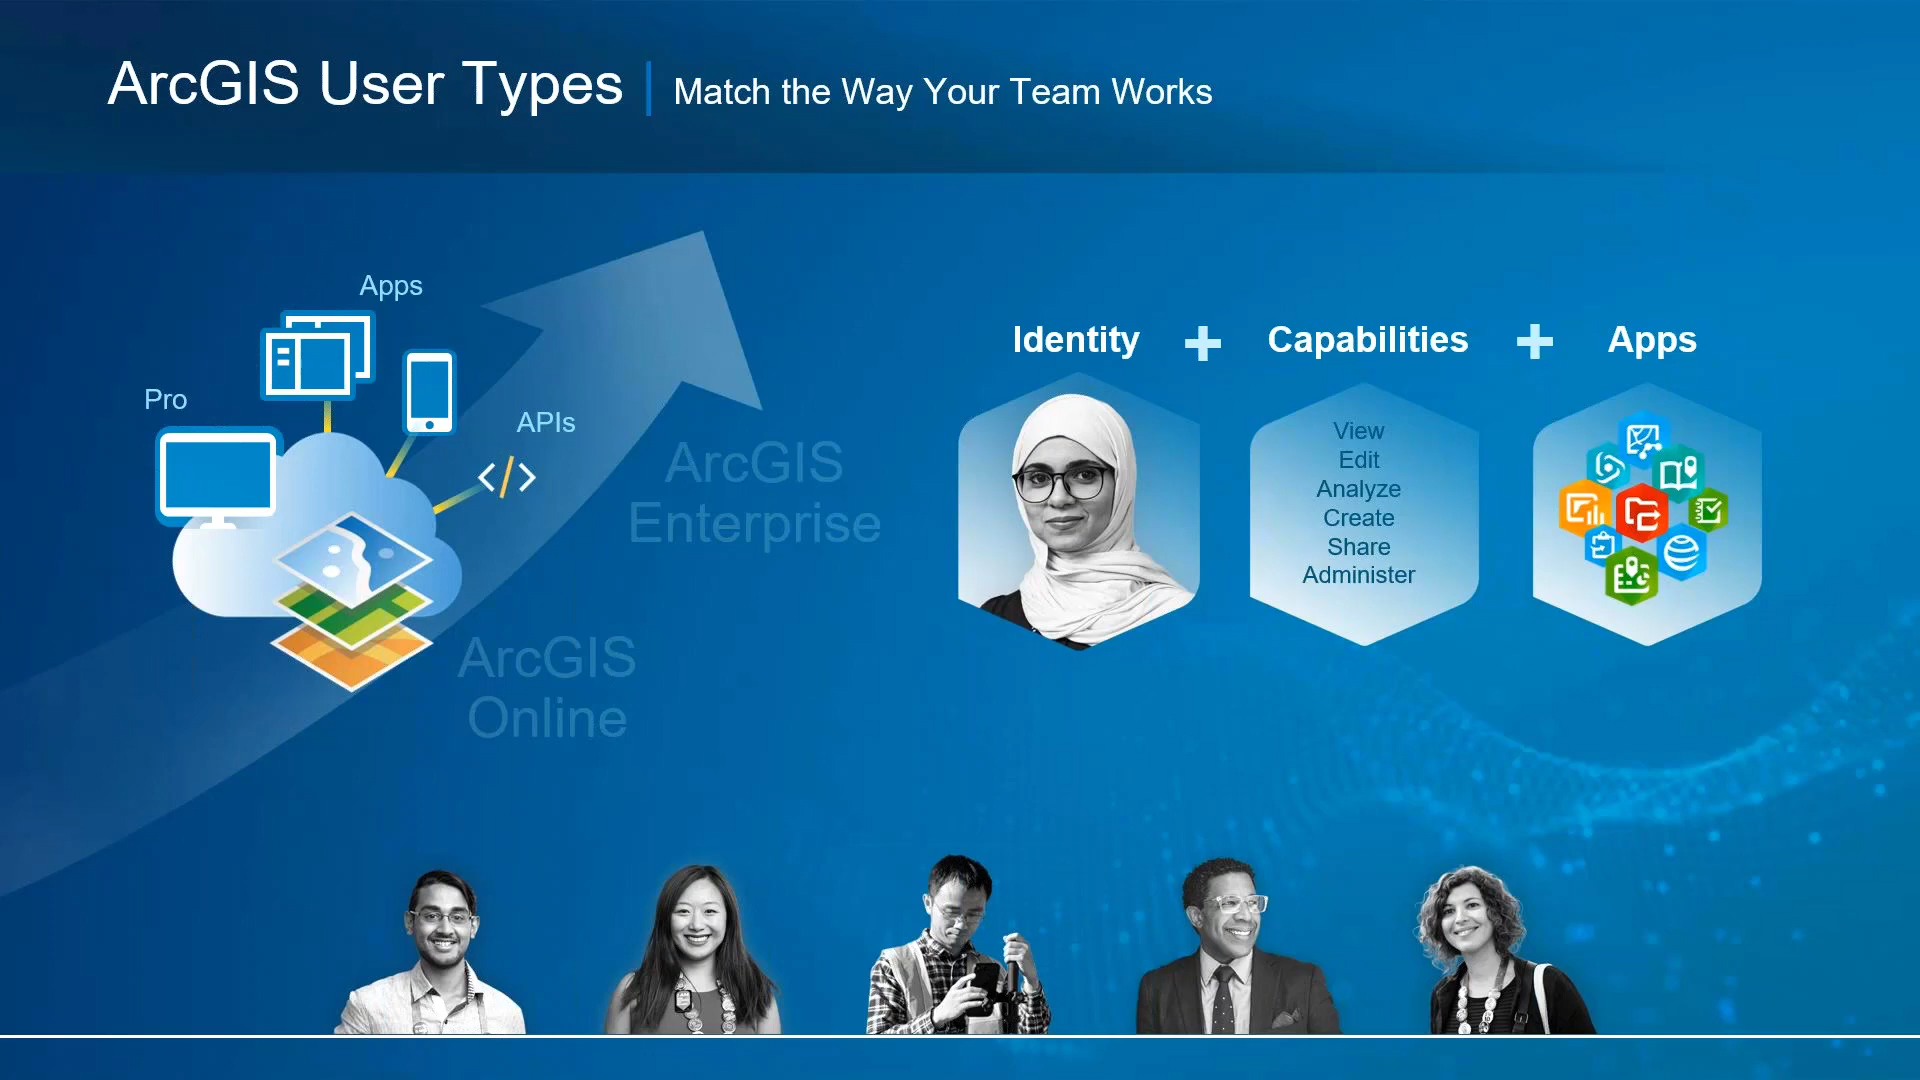 ArcGIS User Types | Match the Way Your Team Works
Apps
Pro
APIs
ArcGIS
Enterprise
ArcGIS
Online
Identity + Capabilities + Apps
View
Edit
Analyze
Create
Share
Administer